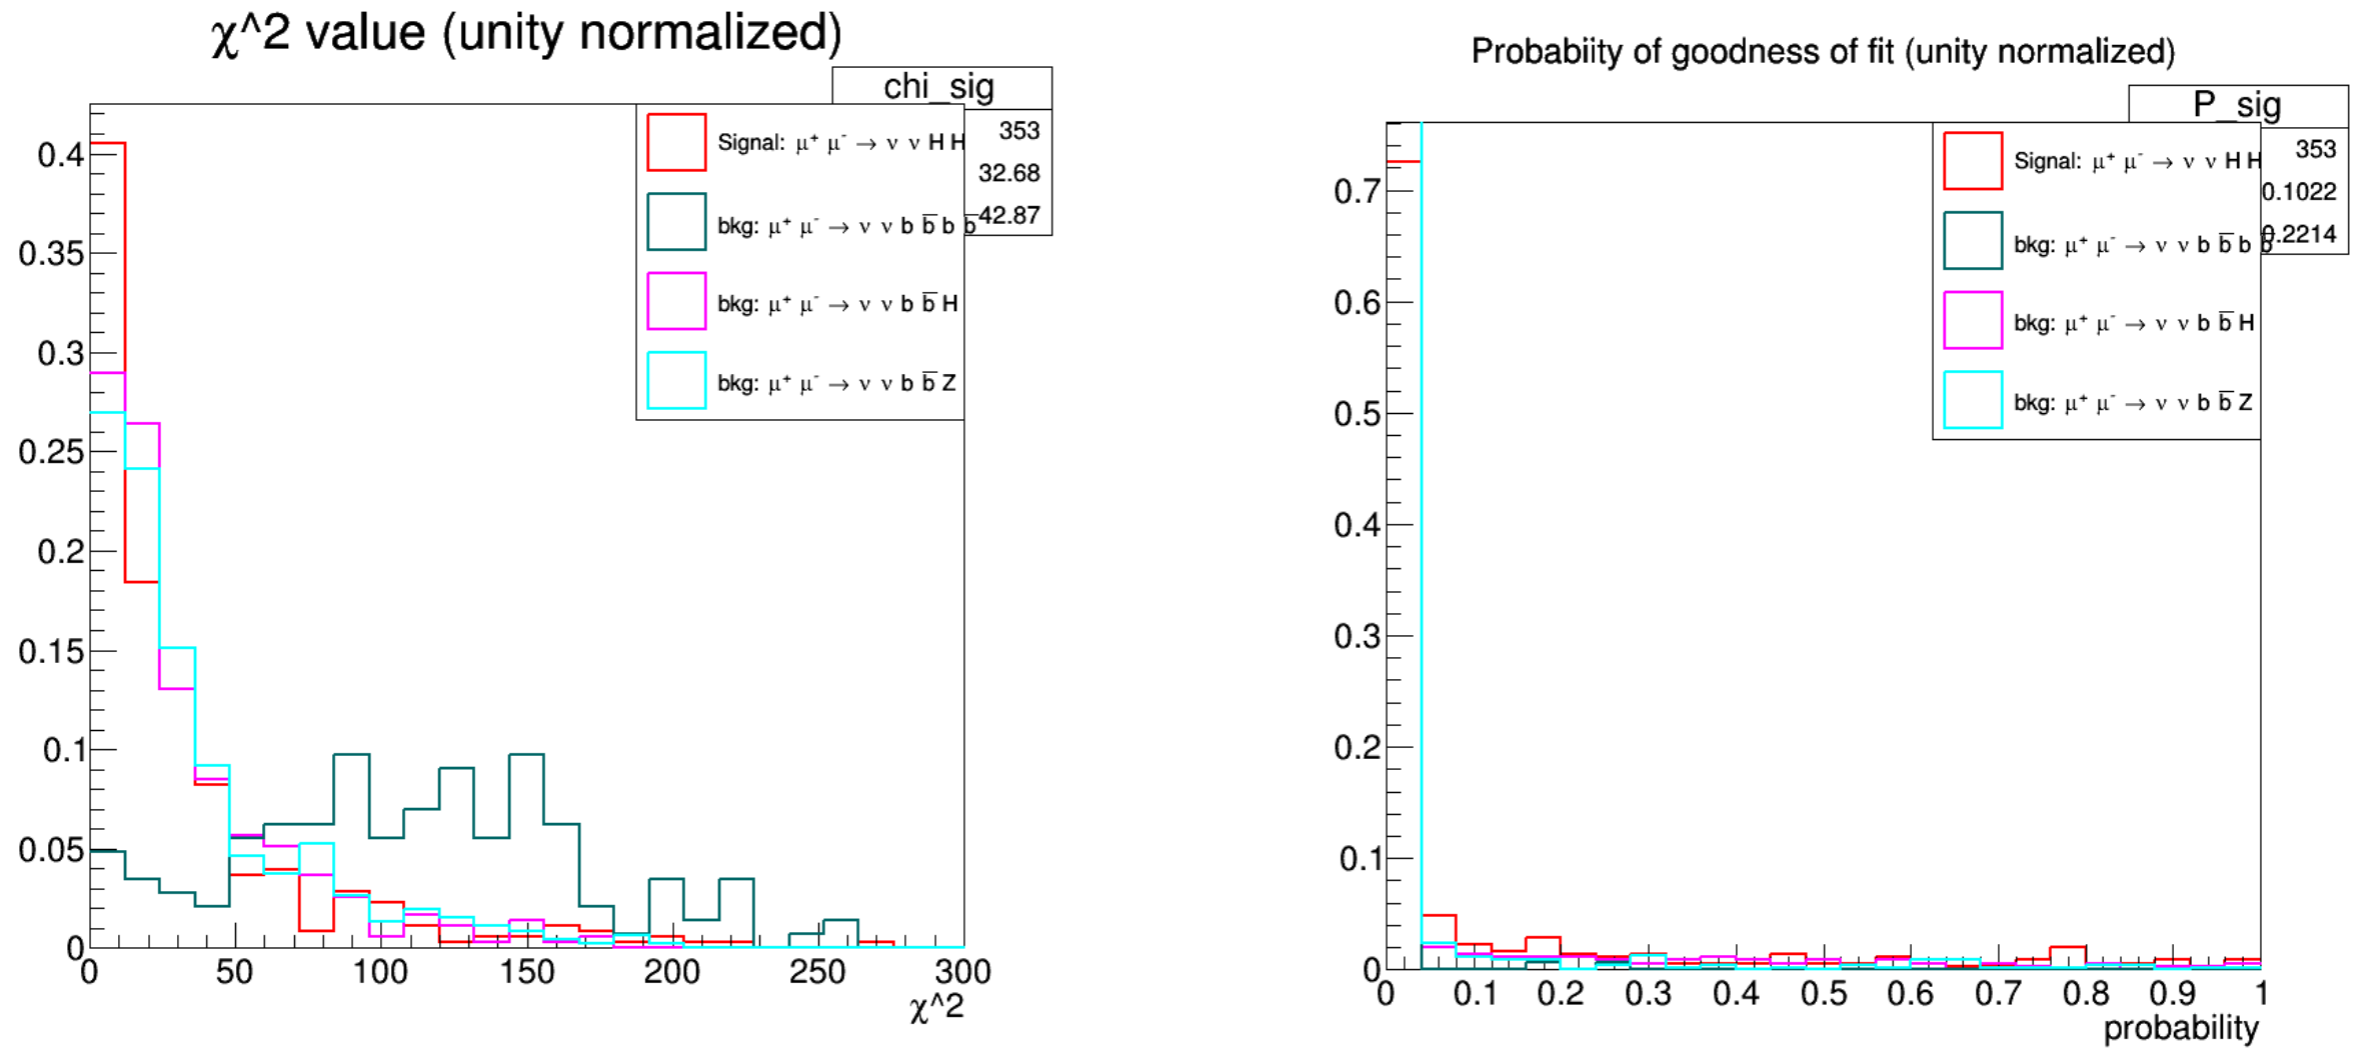 χ^2 value (unity normalized)
chi_sig
353
32.68
42.87
Signal: μ⁺ μ⁻ → ν ν H H
bkg: μ⁺ μ⁻ → ν ν b b̅ b b̅
bkg: μ⁺ μ⁻ → ν ν b b̅ H
bkg: μ⁺ μ⁻ → ν ν b b̅ Z
0.4
0.35
0.3
0.25
0.2
0.15
0.1
0.05
0
0 50 100 150 200 250 300
χ^2
Probabiity of goodness of fit (unity normalized)
P_sig
353
0.1022
0.2214
Signal: μ⁺ μ⁻ → ν ν H H
bkg: μ⁺ μ⁻ → ν ν b b̅ b b̅
bkg: μ⁺ μ⁻ → ν ν b b̅ H
bkg: μ⁺ μ⁻ → ν ν b b̅ Z
0.7
0.6
0.5
0.4
0.3
0.2
0.1
0
0 0.1 0.2 0.3 0.4 0.5 0.6 0.7 0.8 0.9 1
probability